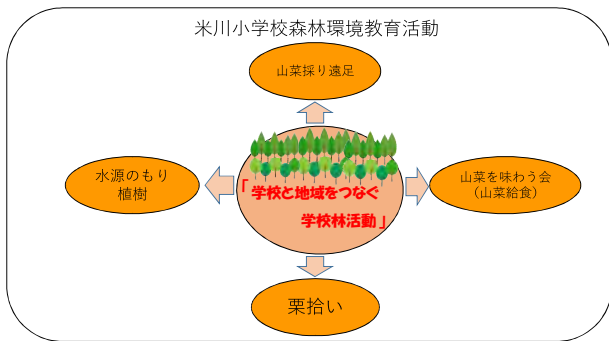 米川小学校森林環境教育活動
山菜採り遠足
水源のもり
植樹
「学校と地域をつなぐ
学校林活動」
山菜を味わう会
(山菜給食)
栗拾い